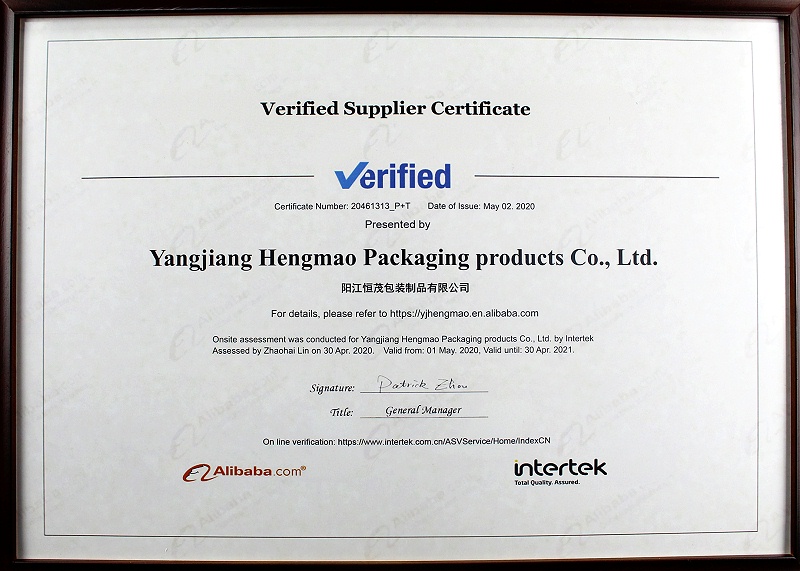 Verified Supplier Certificate
Verified
Certificate Number: 20461313_P+T Date of Issue: May 02. 2020
Presented by
Yangjiang Hengmao Packaging products Co., Ltd.
阳江恒茂包装制品有限公司
For details, please refer to https://yjhengmao.en.alibaba.com
Onsite assessment was conducted for Yangjiang Hengmao Packaging products Co., Ltd. by Intertek
Assessed by Zhaohai Lin on 30 Apr. 2020. Valid from: 01 May. 2020, Valid until: 30 Apr. 2021.
Signature: Patrick Zhou
Title: General Manager
On line verification: https://www.intertek.com.cn/ASVService/Home/IndexCN
Alibaba.com®
intertek
Total Quality. Assured.